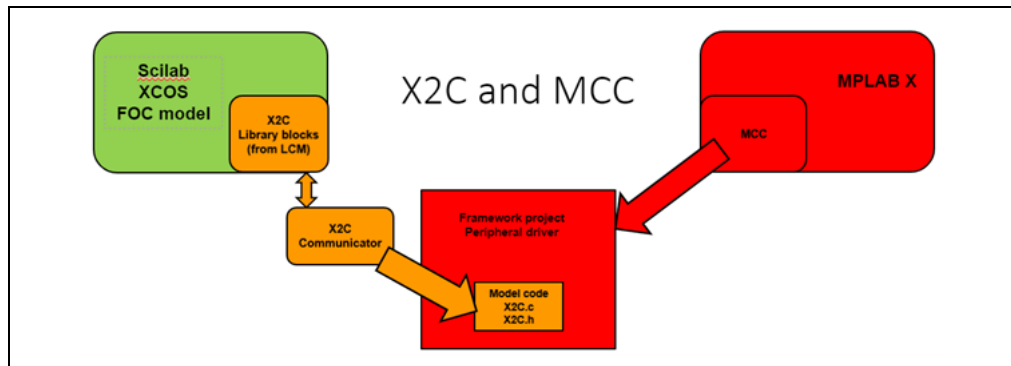 Scilab
XCOS
FOC model
X2C
Library blocks
(from LCM)
X2C and MCC
MPLAB X
MCC
X2C
Communicator
Framework project
Peripheral driver
Model code
X2C.c
X2C.h